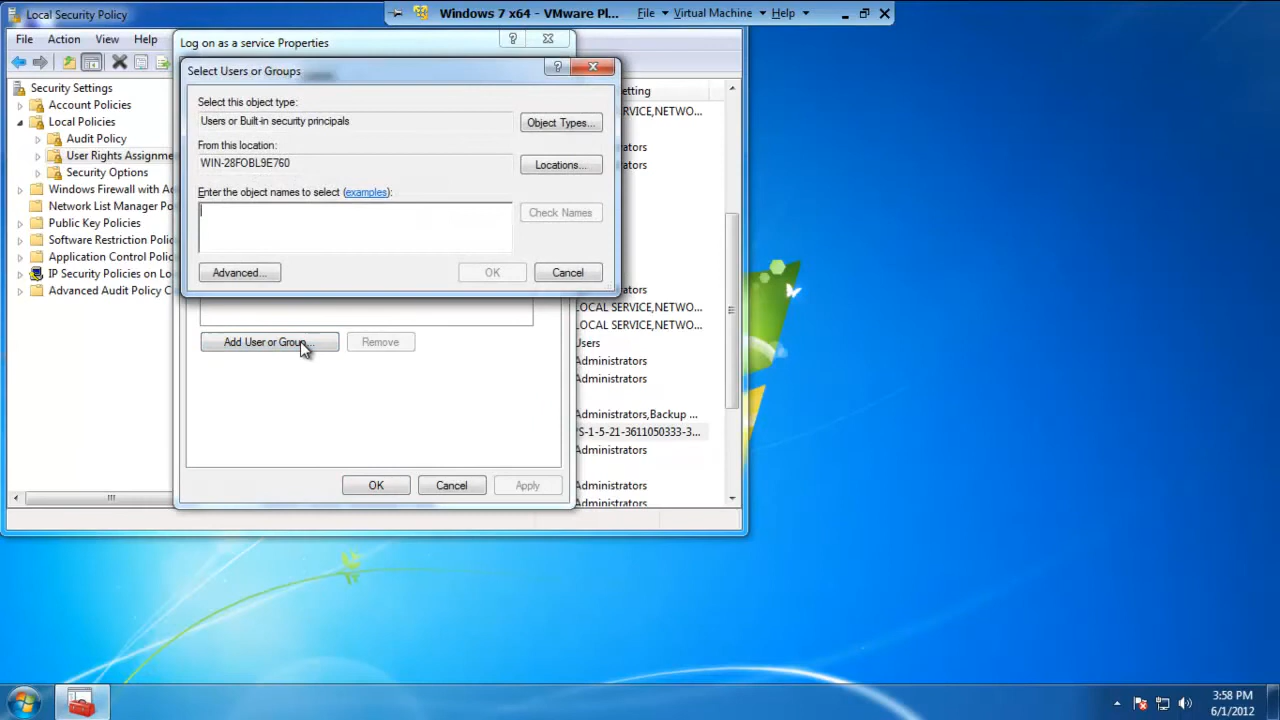 Local Security Policy
Windows 7 x64 - VMware Pl... File Virtual Machine Help
File Action View Help
Log on as a service Properties
Select Users or Groups
Select this object type:
Users or Built-in security principals
Object Types...
From this location:
WIN-28FOBL9E760
Locations...
Enter the object names to select (examples):
Check Names
Advanced...
OK
Cancel
Security Settings
Account Policies
Local Policies
Audit Policy
User Rights Assignme
Security Options
Windows Firewall with Ad
Network List Manager Po
Public Key Policies
Software Restriction Polic
Application Control Polic
IP Security Policies on Lo
Advanced Audit Policy C
Add User or Group...
Remove
OK
Cancel
Apply
etting
SERVICE,NETWO...
ators
ators
ators
LOCAL SERVICE,NETWO...
LOCAL SERVICE,NETWO...
Users
Administrators
Administrators
Administrators,Backup ...
S-1-5-21-3611050333-3...
Administrators
Administrators
Administrators
3:58 PM
6/1/2012